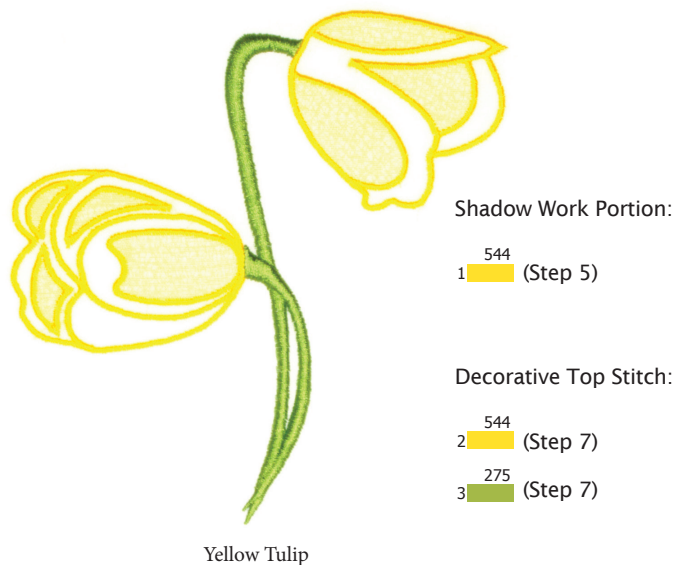 Shadow Work Portion:
544
1 (Step 5)
Decorative Top Stitch:
544
2 (Step 7)
275
3 (Step 7)
Yellow Tulip